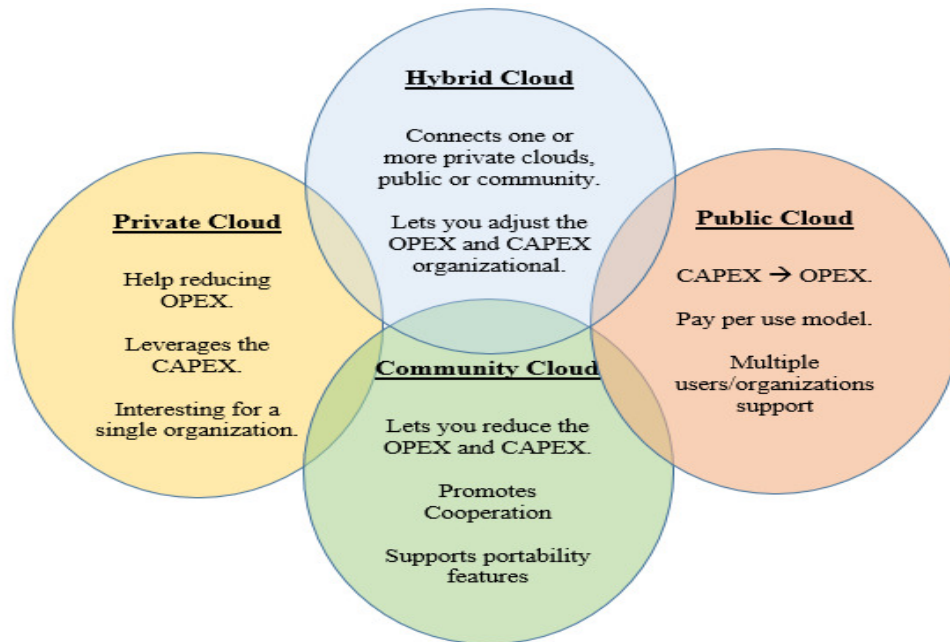 Hybrid Cloud
Connects one or
more private clouds,
public or community.
Lets you adjust the
OPEX and CAPEX
organizational.
Private Cloud
Help reducing
OPEX.
Leverages the
CAPEX.
Interesting for a
single organization.
Public Cloud
CAPEX → OPEX.
Pay per use model.
Multiple
users/organizations
support
Community Cloud
Lets you reduce the
OPEX and CAPEX.
Promotes
Cooperation
Supports portability
features